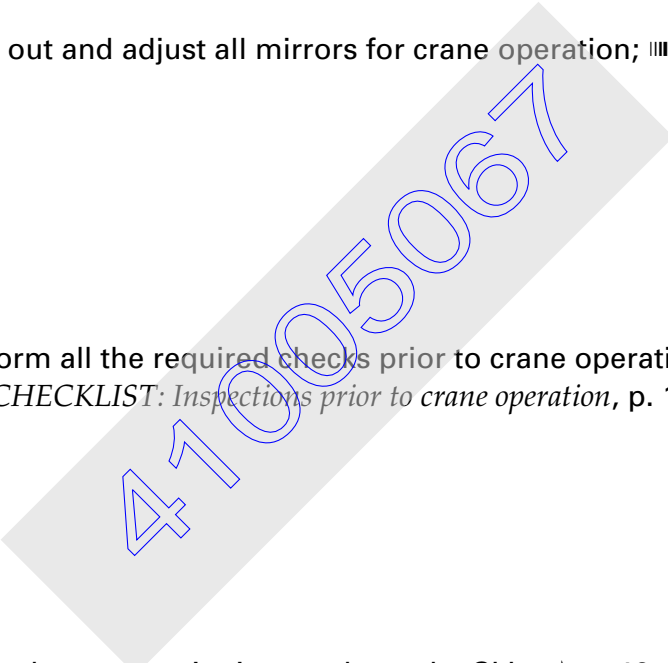 out and adjust all mirrors for crane operation;
41005067
orm all the required checks prior to crane operati
CHECKLIST: Inspections prior to crane operation, p. 1